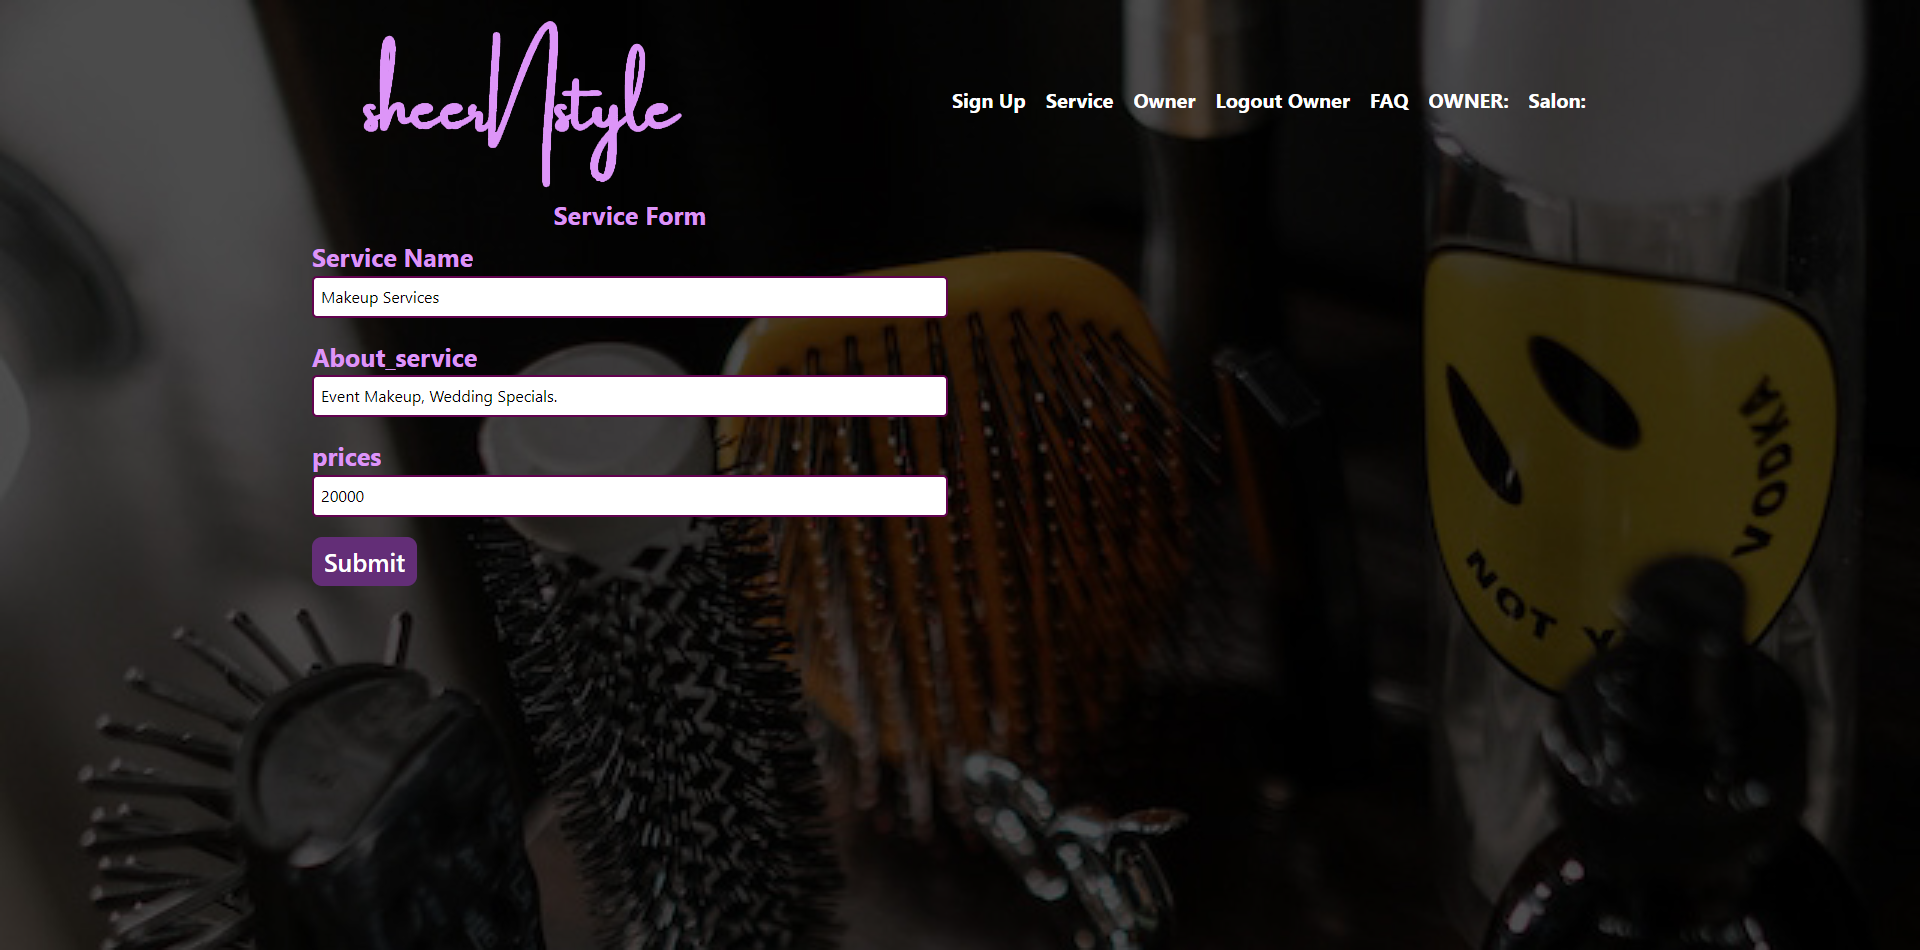 sheerNstyle
Sign Up Service Owner Logout Owner FAQ OWNER: Salon:
Service Form
Service Name
Makeup Services
About_service
Event Makeup, Wedding Specials.
prices
20000
Submit
VODKA
NOT